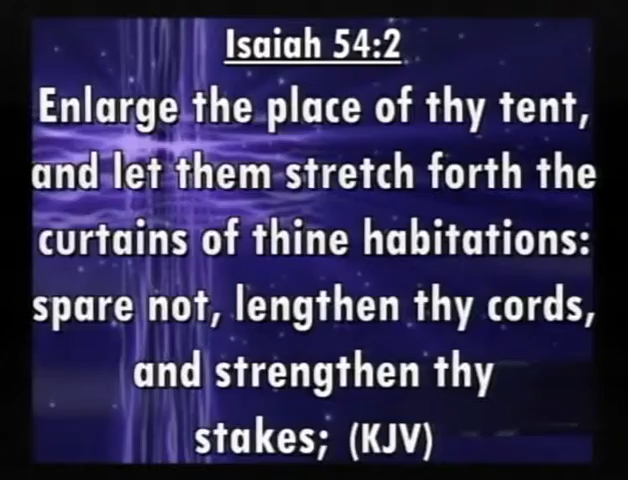 Isaiah 54:2
Enlarge the place of thy tent,
and let them stretch forth the
curtains of thine habitations:
spare not, lengthen thy cords,
and strengthen thy
stakes; (KJV)